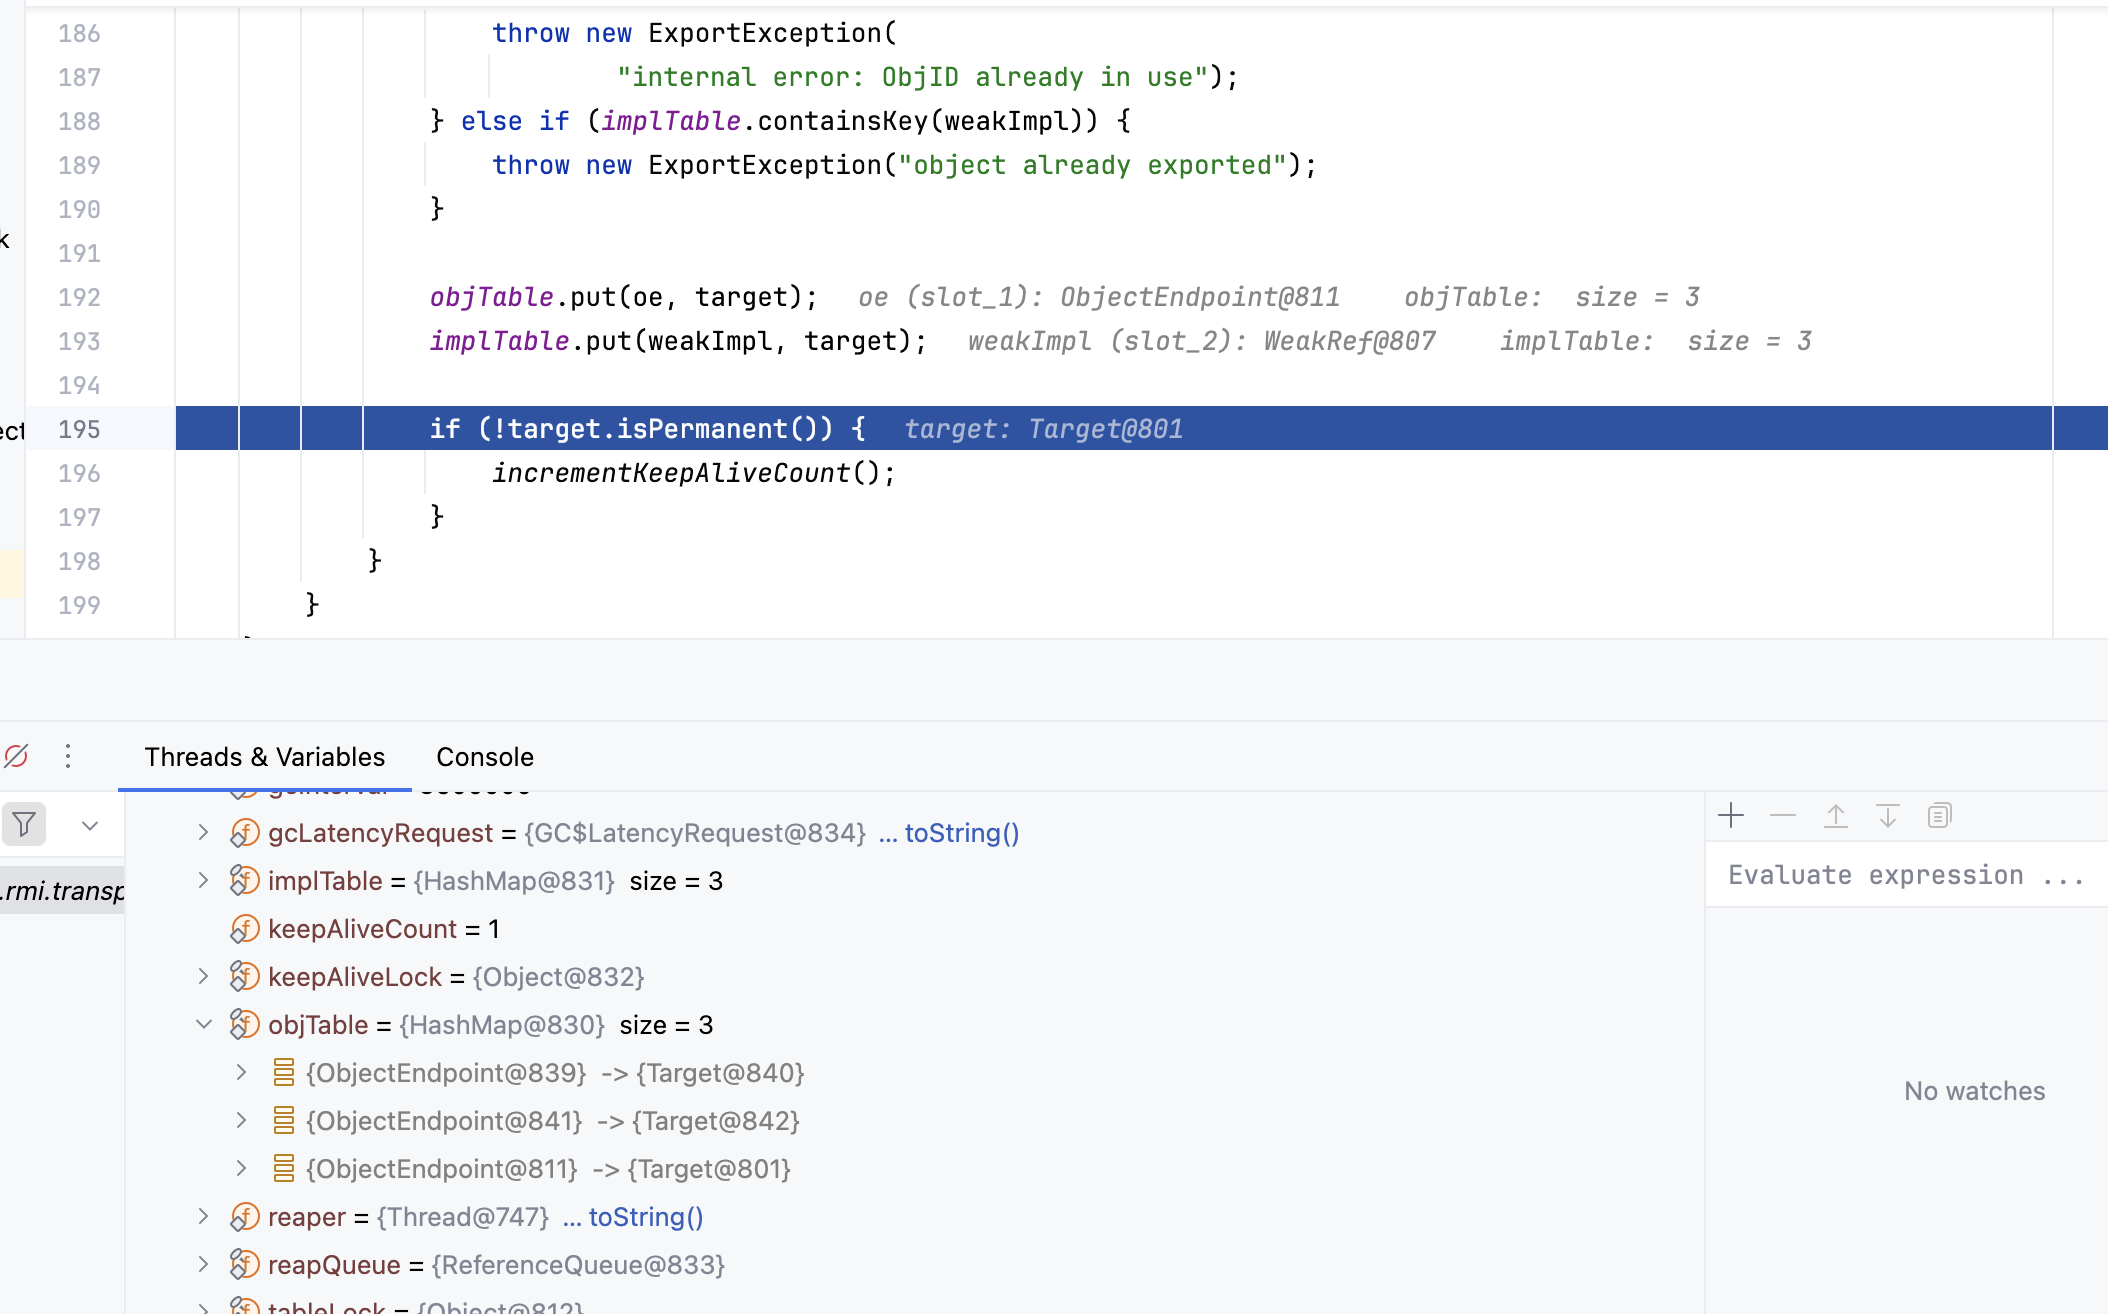 186 throw new ExportException(
187 "internal error: ObjID already in use");
188 } else if (implTable.containsKey(weakImpl)) {
189 throw new ExportException("object already exported");
190 }
k
191
192 objTable.put(oe, target); oe (slot_1): ObjectEndpoint@811 objTable: size = 3
193 implTable.put(weakImpl, target); weakImpl (slot_2): WeakRef@807 implTable: size = 3
194
ect 195 if (!target.isPermanent()) { target: Target@801
196 incrementKeepAliveCount();
197 }
198 }
199 }
Threads & Variables Console
gcLatencyRequest = {GC$LatencyRequest@834} ... toString()
implTable = {HashMap@831} size = 3
.rmi.transp
keepAliveCount = 1
keepAliveLock = {Object@832}
objTable = {HashMap@830} size = 3
{ObjectEndpoint@839} -> {Target@840}
{ObjectEndpoint@841} -> {Target@842}
{ObjectEndpoint@811} -> {Target@801}
reaper = {Thread@747} ... toString()
reapQueue = {ReferenceQueue@833}
tableLock = {Object@812}
Evaluate expression ...
No watches